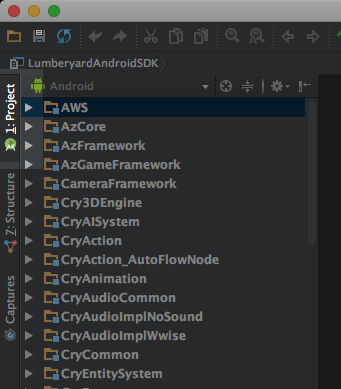 LumberyardAndroidSDK
Android
1: Project
Z: Structure
Captures
AWS
AzCore
AzFramework
AzGameFramework
CameraFramework
Cry3DEngine
CryAISystem
CryAction
CryAction_AutoFlowNode
CryAnimation
CryAudioCommon
CryAudioImplNoSound
CryAudioImplWwise
CryCommon
CryEntitySystem